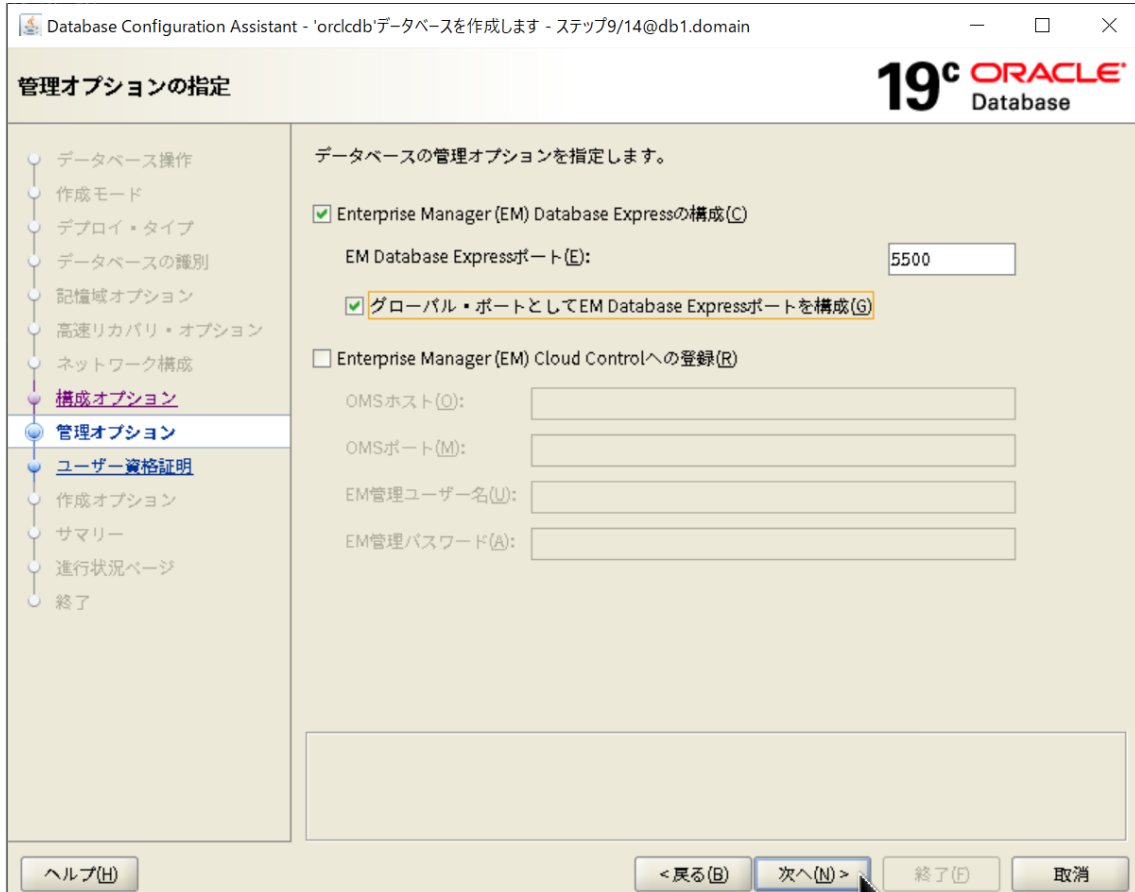 Database Configuration Assistant - 'orclcdb'データベースを作成します - ステップ9/14@db1.domain
管理オプションの指定
19c ORACLE
Database
データベース操作
作成モード
デプロイ・タイプ
データベースの識別
記憶域オプション
高速リカバリ・オプション
ネットワーク構成
構成オプション
管理オプション
ユーザー資格証明
作成オプション
サマリー
進行状況ページ
終了
データベースの管理オプションを指定します。
Enterprise Manager (EM) Database Expressの構成(C)
EM Database Expressポート(E): 5500
グローバル・ポートとしてEM Database Expressポートを構成(G)
Enterprise Manager (EM) Cloud Controlへの登録(R)
OMSホスト(O):
OMSポート(M):
EM管理ユーザー名(U):
EM管理パスワード(A):
ヘルプ(H) <戻る(B) 次へ(N) > 終了(F) 取消